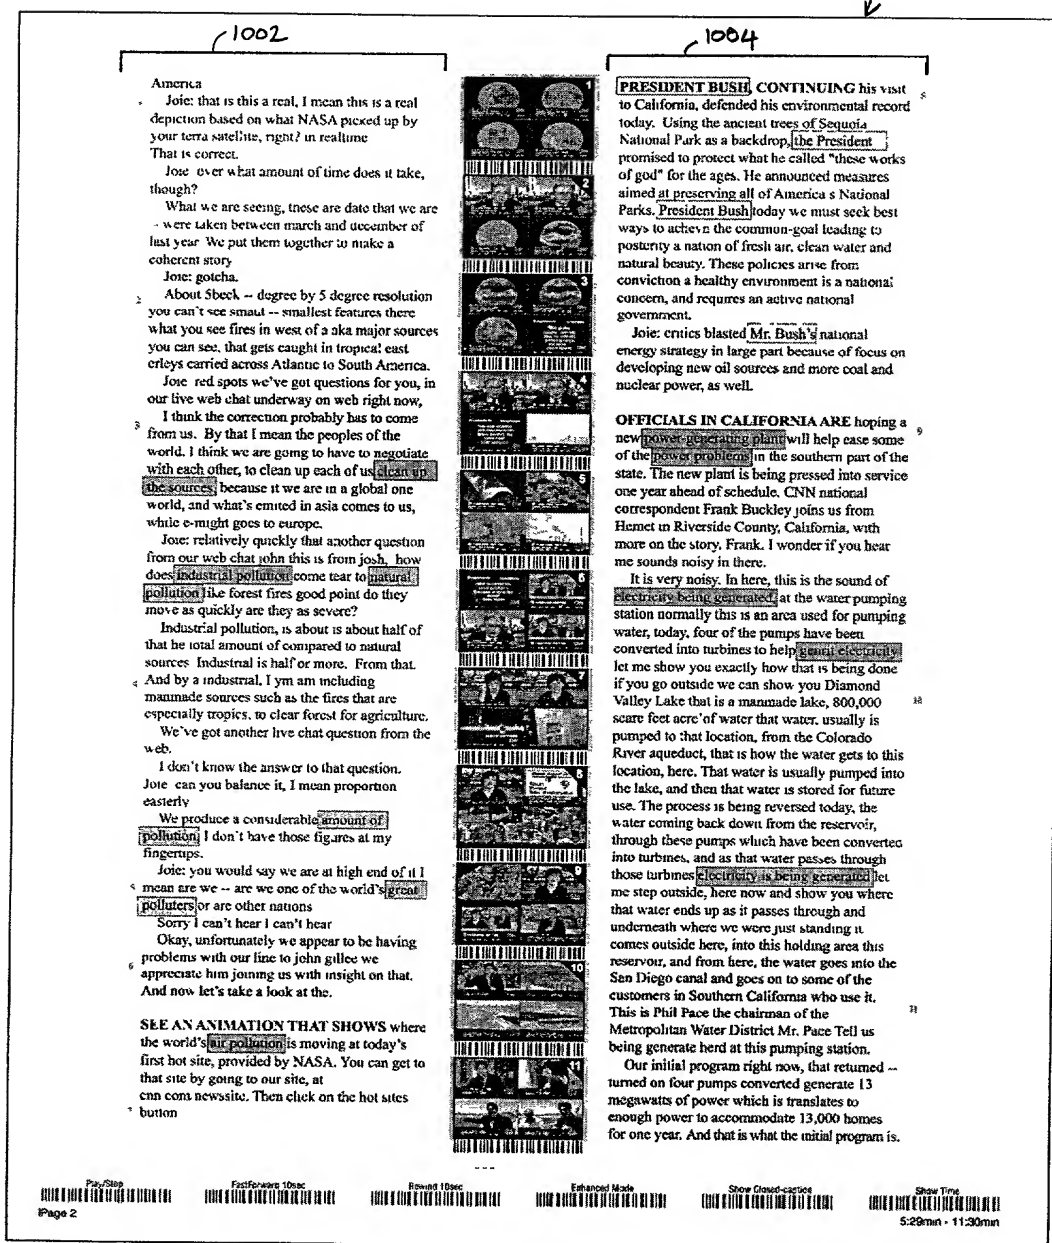 1002
America
Joie: that is this a real, I mean this is a real
depiction based on what NASA picked up by
your terra satellite, right? in realtime
That is correct.
Joie over what amount of time does it take,
though?
What we are seeing, these are date that we are
- were taken between march and december of
last year We put them together to make a
coherent story
Joie: gotcha.
2 About 5beck -- degree by 5 degree resolution
you can't see smaut -- smallest features there
what you see fires in west of a aka major sources
you can see, that gets caught in tropical east
erleys carried across Atlantic to South America.
Joie red spots we've got questions for you, in
our live web chat underway on web right now,
I think the correction probably has to come
3 from us. By that I mean the peoples of the
world. I think we are going to have to negotiate
with each other, to clean up each of us clean up
the sources, because it we are in a global one
world, and what's emited in asia comes to us,
while e-might goes to europe.
Joie: relatively quickly that another question
from our web chat john this is from josh, how
does industrial pollution come tear to natural
pollution like forest fires good point do they
move as quickly are they as severe?
Industrial pollution, is about is about half of
that he total amount of compared to natural
sources Industrial is half or more. From that.
4 And by a industrial, I ym am including
manmade sources such as the fires that are
especially tropics, to clear forest for agriculture.
We've got another live chat question from the
web.
I don't know the answer to that question.
Joie can you balance it, I mean proportion
easterly
We produce a considerable amount of
pollution, I don't have those figures at my
fingertips.
Joie: you would say we are at high end of it I
5 mean are we -- are we one of the world's great
polluters or are other nations
Sorry I can't hear I can't hear
Okay, unfortunately we appear to be having
problems with our line to john gillee we
6 appreciate him joining us with insight on that.
And now let's take a look at the.
SEE AN ANIMATION THAT SHOWS where
the world's air pollution is moving at today's
first hot site, provided by NASA. You can get to
that site by going to our site, at
cnn com newssite. Then click on the hot sites
7 button
1
2
3
4
5
6
7
8
9
10
11
1004
PRESIDENT BUSH, CONTINUING his visit
to California, defended his environmental record 8
today. Using the ancient trees of Sequoia
National Park as a backdrop, the President
promised to protect what he called "these works
of god" for the ages. He announced measures
aimed at preserving all of America s National
Parks. President Bush today we must seek best
ways to achieve the common-goal leading to
posterity a nation of fresh air, clean water and
natural beauty. These policies arise from
conviction a healthy environment is a national
concern, and requires an active national
government.
Joie: critics blasted Mr. Bush's national
energy strategy in large part because of focus on
developing new oil sources and more coal and
nuclear power, as well.
OFFICIALS IN CALIFORNIA ARE hoping a
new power-generating plant will help ease some 9
of the power problems in the southern part of the
state. The new plant is being pressed into service
one year ahead of schedule. CNN national
correspondent Frank Buckley joins us from
Hemet in Riverside County, California, with
more on the story, Frank. I wonder if you hear
me sounds noisy in there.
It is very noisy. In here, this is the sound of
electricity being generated, at the water pumping
station normally this is an area used for pumping
water, today, four of the pumps have been
converted into turbines to help gennit electricity
let me show you exactly how that is being done
if you go outside we can show you Diamond
Valley Lake that is a manmade lake, 800,000 10
scare feet acre'of water that water, usually is
pumped to that location, from the Colorado
River aqueduct, that is how the water gets to this
location, here. That water is usually pumped into
the lake, and then that water is stored for future
use. The process is being reversed today, the
water coming back down from the reservoir,
through these pumps which have been converted
into turbines, and as that water passes through
those turbines electricity is being generated let
me step outside, here now and show you where
that water ends up as it passes through and
underneath where we were just standing it
comes outside here, into this holding area this
reservoir, and from here, the water goes into the
San Diego canal and goes on to some of the
customers in Southern California who use it.
This is Phil Pace the chairman of the 11
Metropolitan Water District Mr. Pace Tell us
being generate herd at this pumping station.
Our initial program right now, that returned --
turned on four pumps converted generate 13
megawatts of power which is translates to
enough power to accommodate 13,000 homes
for one year. And that is what the initial program is.
Play/Stop
FastForward 10sec
Rewind 10sec
Enhanced Mode
Show Closed-caption
Show Time
iPage 2
5:29min - 11:30min